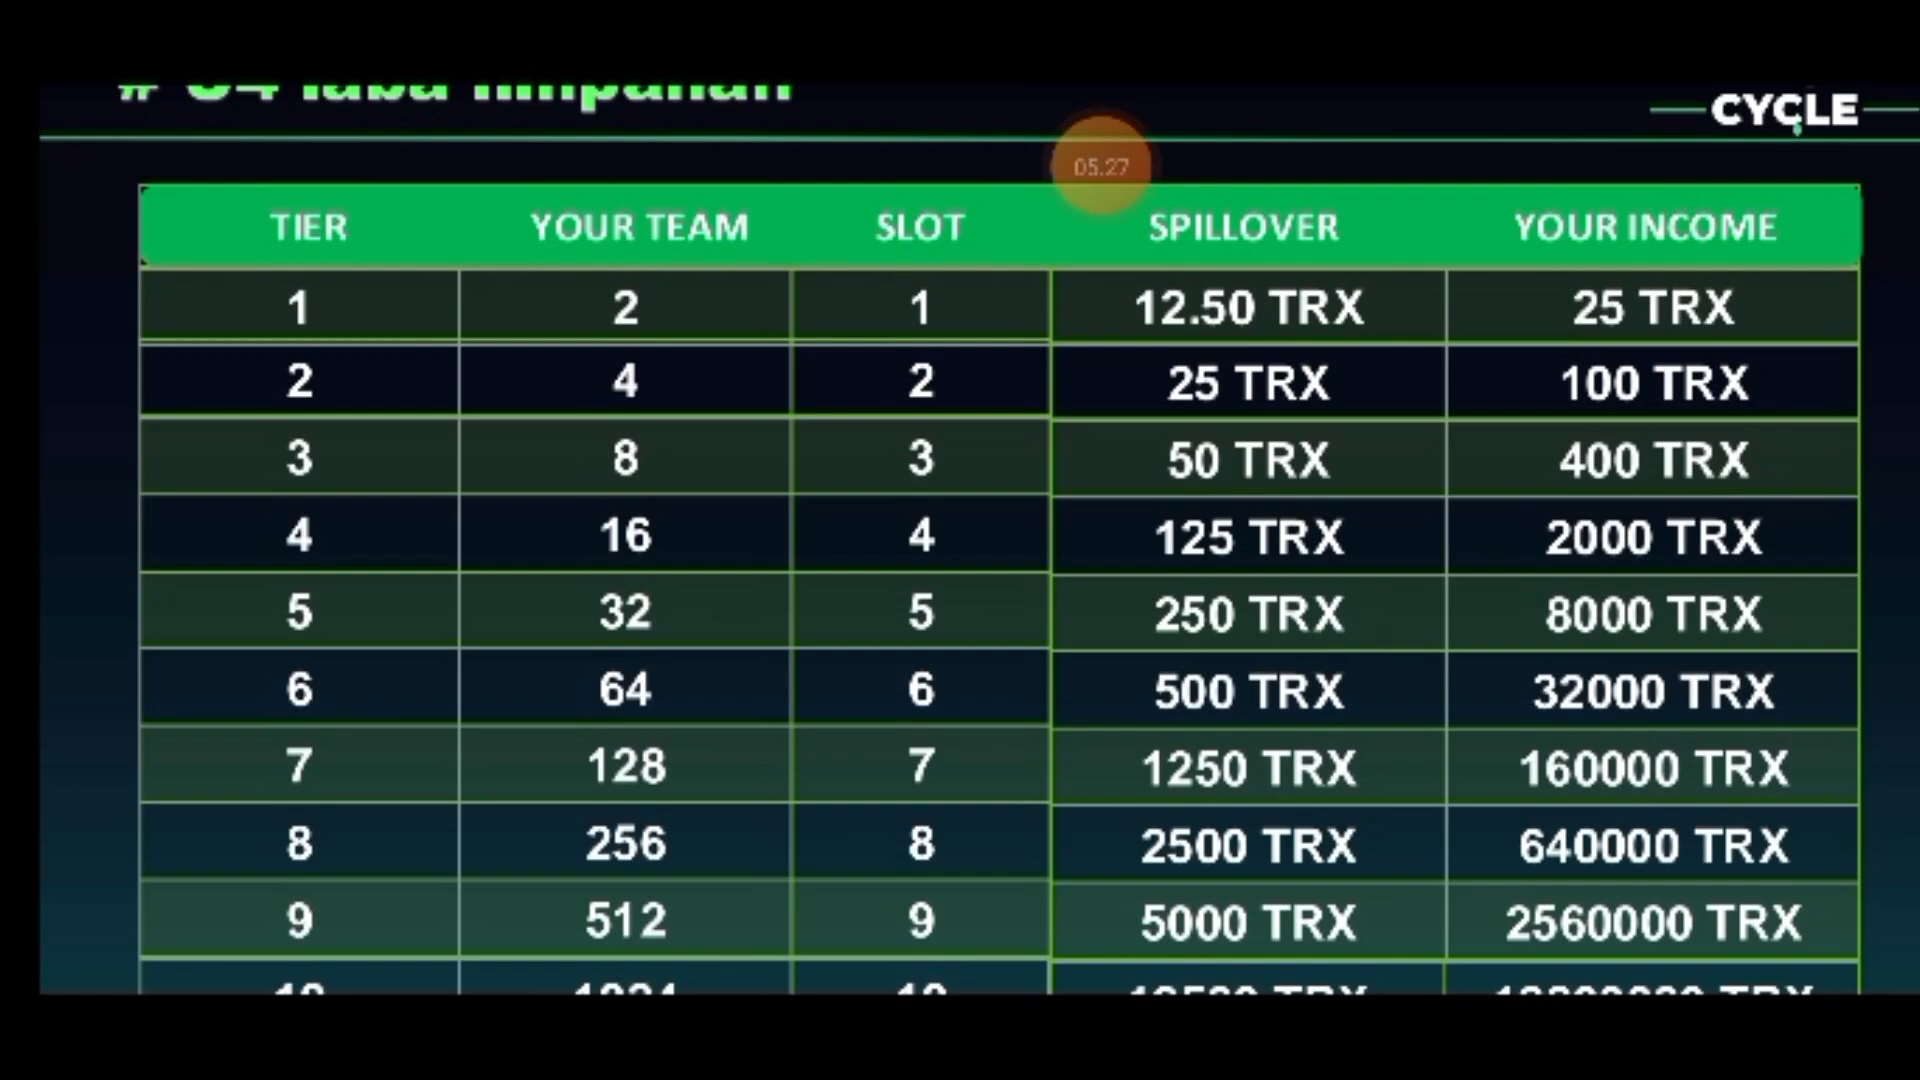 CYCLE
05.27
TIER YOUR TEAM SLOT SPILLOVER YOUR INCOME
1 2 1 12.50 TRX 25 TRX
2 4 2 25 TRX 100 TRX
3 8 3 50 TRX 400 TRX
4 16 4 125 TRX 2000 TRX
5 32 5 250 TRX 8000 TRX
6 64 6 500 TRX 32000 TRX
7 128 7 1250 TRX 160000 TRX
8 256 8 2500 TRX 640000 TRX
9 512 9 5000 TRX 2560000 TRX